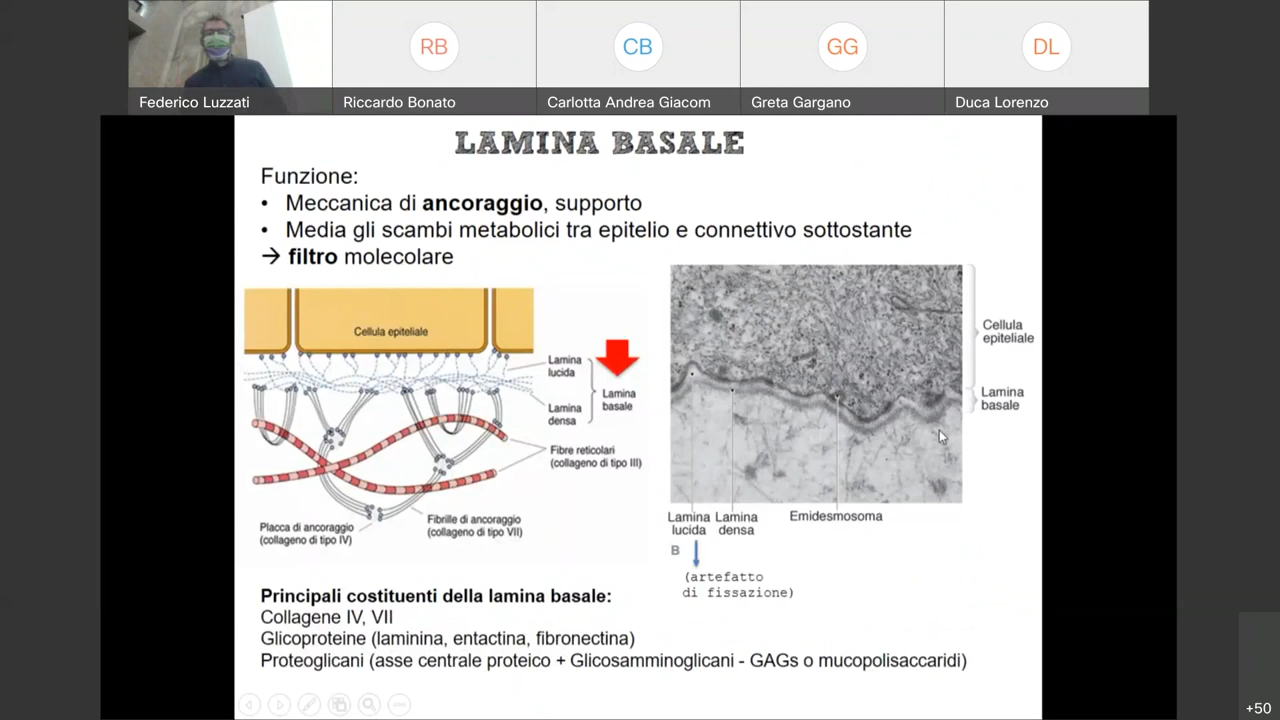 RB
CB
GG
DL
Federico Luzzati
Riccardo Bonato
Carlotta Andrea Giacom
Greta Gargano
Duca Lorenzo
LAMINA BASALE
Funzione:
• Meccanica di ancoraggio, supporto
• Media gli scambi metabolici tra epitelio e connettivo sottostante
→ filtro molecolare
Cellula epiteliale
Lamina
lucida
Lamina
densa
Lamina
basale
Fibre reticolari
(collageno di tipo III)
Placca di ancoraggio
(collageno di tipo IV)
Fibrille di ancoraggio
(collageno di tipo VII)
Cellula
epiteliale
Lamina
basale
Lamina
lucida
Lamina
densa
Emidesmosoma
B
(artefatto
di fissazione)
Principali costituenti della lamina basale:
Collagene IV, VII
Glicoproteine (laminina, entactina, fibronectina)
Proteoglicani (asse centrale proteico + Glicosamminoglicani - GAGs o mucopolisaccaridi)
+50